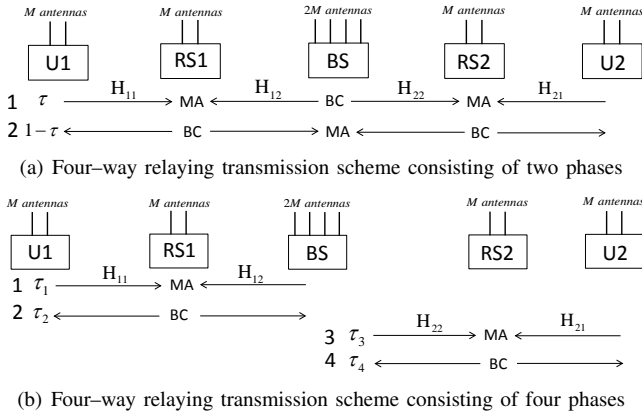 M antennas M antennas 2M antennas M antennas M antennas
U1 RS1 BS RS2 U2
1 τ H₁₁ MA H₁₂ BC H₂₂ MA H₂₁
2 1−τ BC MA BC
(a) Four–way relaying transmission scheme consisting of two phases
M antennas M antennas 2M antennas M antennas M antennas
U1 RS1 BS RS2 U2
1 τ₁ H₁₁ MA H₁₂
2 τ₂ BC
3 τ₃ H₂₂ MA H₂₁
4 τ₄ BC
(b) Four–way relaying transmission scheme consisting of four phases